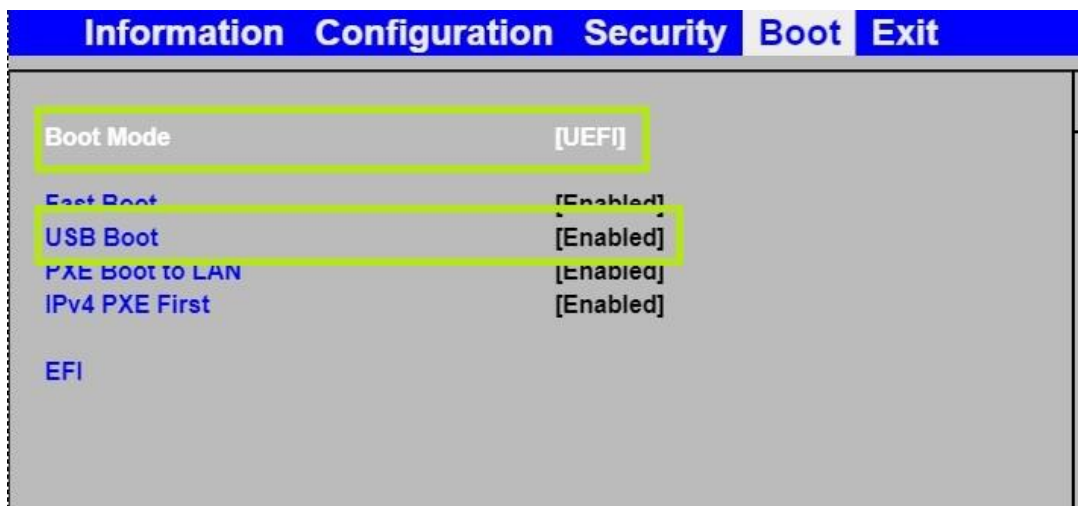 Information Configuration Security Boot Exit
Boot Mode [UEFI]
Fast Boot [Enabled]
USB Boot [Enabled]
PXE Boot to LAN [Enabled]
IPv4 PXE First [Enabled]
EFI